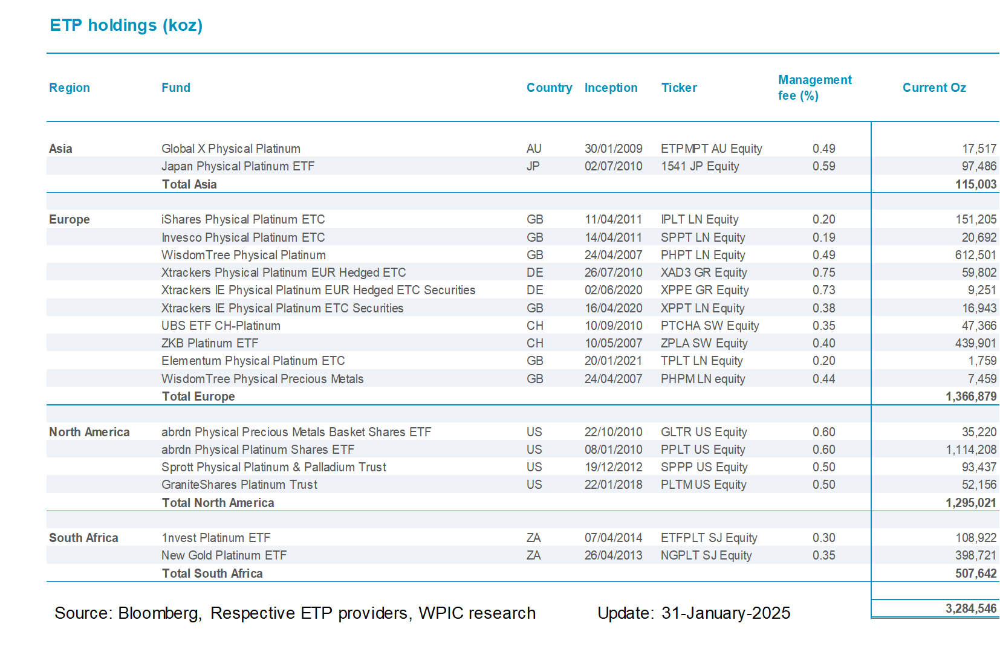 ETP holdings (koz)
Region Fund Country Inception Ticker Management fee (%) Current Oz
Asia Global X Physical Platinum AU 30/01/2009 ETPMPT AU Equity 0.49 17,517
Japan Physical Platinum ETF JP 02/07/2010 1541 JP Equity 0.59 97,486
Total Asia 115,003
Europe iShares Physical Platinum ETC GB 11/04/2011 IPLT LN Equity 0.20 151,205
Invesco Physical Platinum ETC GB 14/04/2011 SPPT LN Equity 0.19 20,692
WisdomTree Physical Platinum GB 24/04/2007 PHPT LN Equity 0.49 612,501
Xtrackers Physical Platinum EUR Hedged ETC DE 26/07/2010 XAD3 GR Equity 0.75 59,802
Xtrackers IE Physical Platinum EUR Hedged ETC Securities DE 02/06/2020 XPPE GR Equity 0.73 9,251
Xtrackers IE Physical Platinum ETC Securities GB 16/04/2020 XPPT LN Equity 0.38 16,943
UBS ETF CH-Platinum CH 10/09/2010 PTCHA SW Equity 0.35 47,366
ZKB Platinum ETF CH 10/05/2007 ZPLA SW Equity 0.40 439,901
Elementum Physical Platinum ETC GB 20/01/2021 TPLT LN Equity 0.20 1,759
WisdomTree Physical Precious Metals GB 24/04/2007 PHPM LN equity 0.44 7,459
Total Europe 1,366,879
North America abrdn Physical Precious Metals Basket Shares ETF US 22/10/2010 GLTR US Equity 0.60 35,220
abrdn Physical Platinum Shares ETF US 08/01/2010 PPLT US Equity 0.60 1,114,208
Sprott Physical Platinum & Palladium Trust US 19/12/2012 SPPP US Equity 0.50 93,437
GraniteShares Platinum Trust US 22/01/2018 PLTM US Equity 0.50 52,156
Total North America 1,295,021
South Africa 1nvest Platinum ETF ZA 07/04/2014 ETFPLT SJ Equity 0.30 108,922
New Gold Platinum ETF ZA 26/04/2013 NGPLT SJ Equity 0.35 398,721
Total South Africa 507,642
3,284,546
Source: Bloomberg, Respective ETP providers, WPIC research Update: 31-January-2025